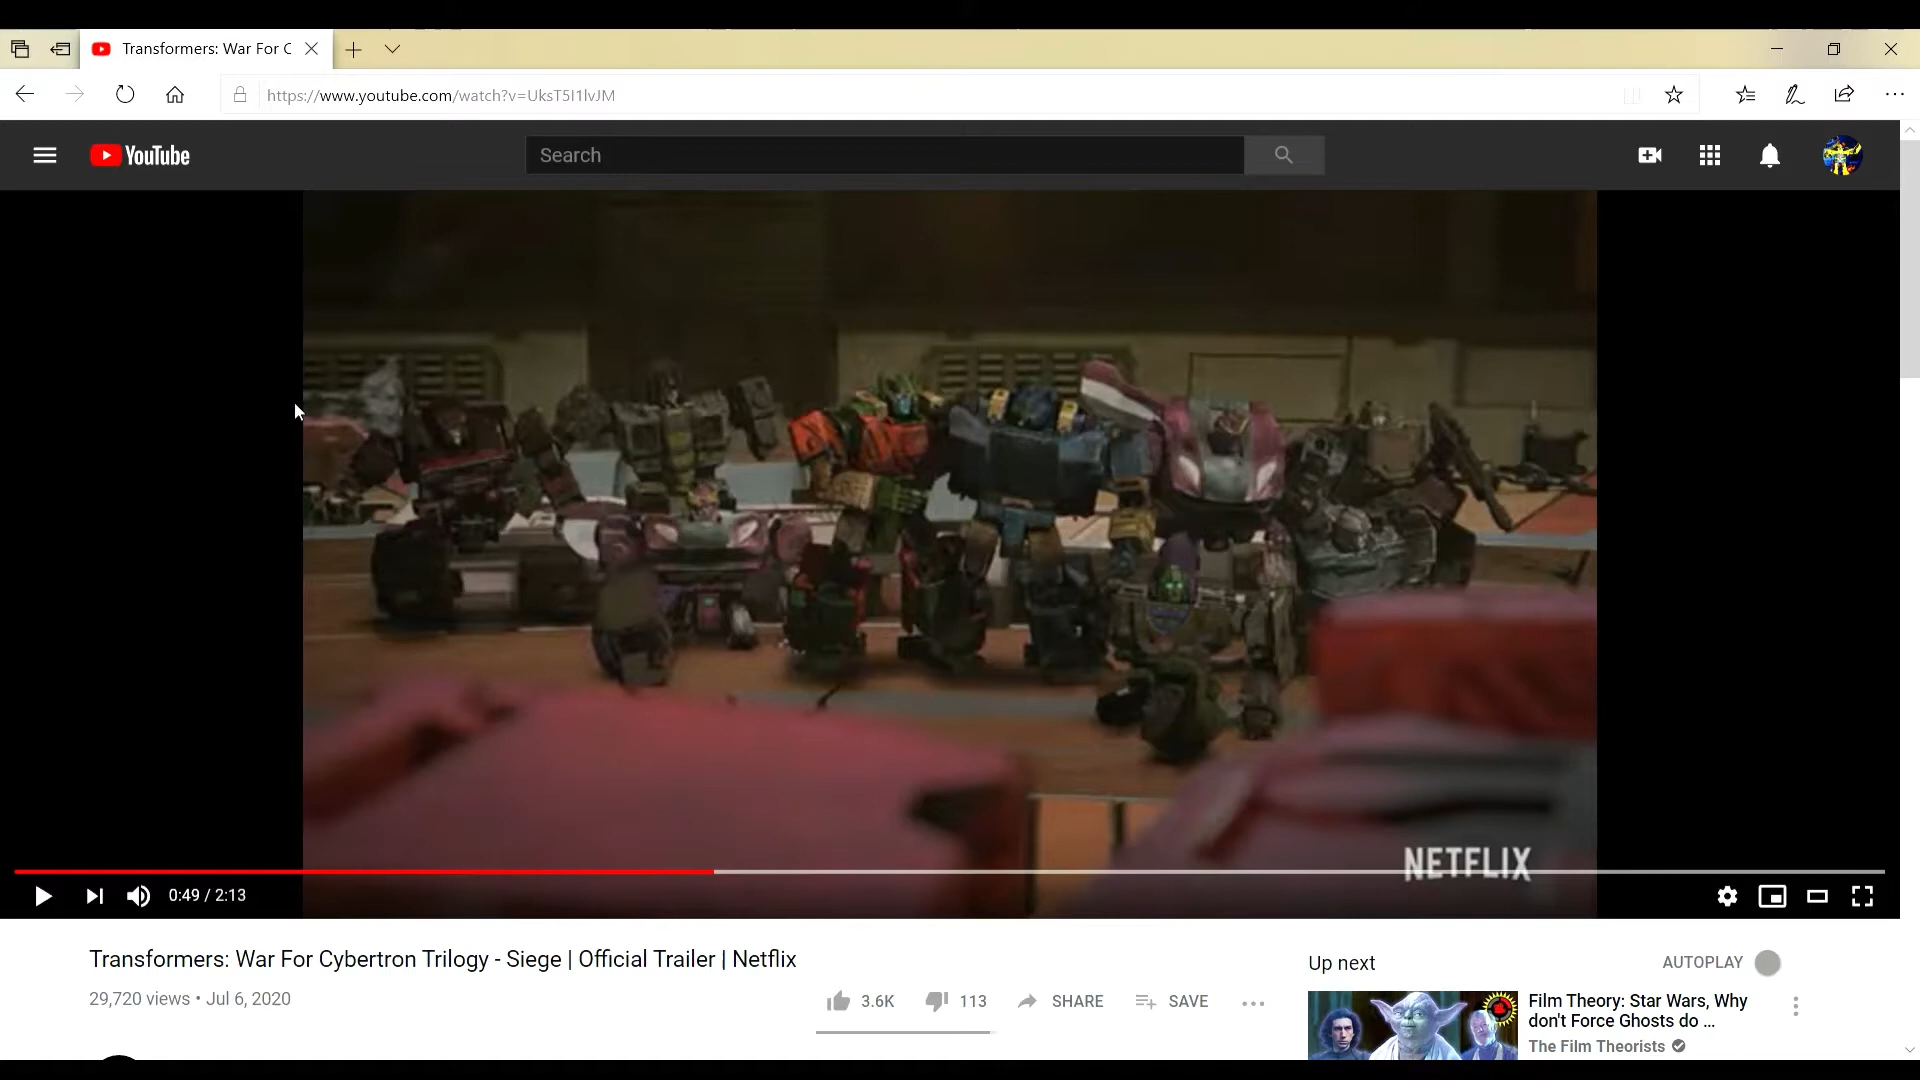 Transformers: War For C
https://www.youtube.com/watch?v=UksT5I1lvJM
YouTube
Search
NETFLIX
0:49 / 2:13
Transformers: War For Cybertron Trilogy - Siege | Official Trailer | Netflix
29,720 views • Jul 6, 2020
3.6K
113
SHARE
SAVE
Up next
AUTOPLAY
Film Theory: Star Wars, Why
don't Force Ghosts do ...
The Film Theorists